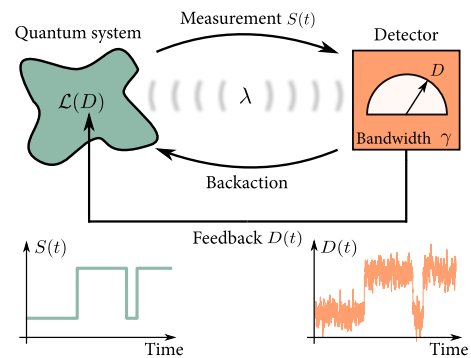 Measurement S(t)
Quantum system
Detector
L(D)
λ
D
Bandwidth γ
Backaction
Feedback D(t)
S(t)
Time
D(t)
Time